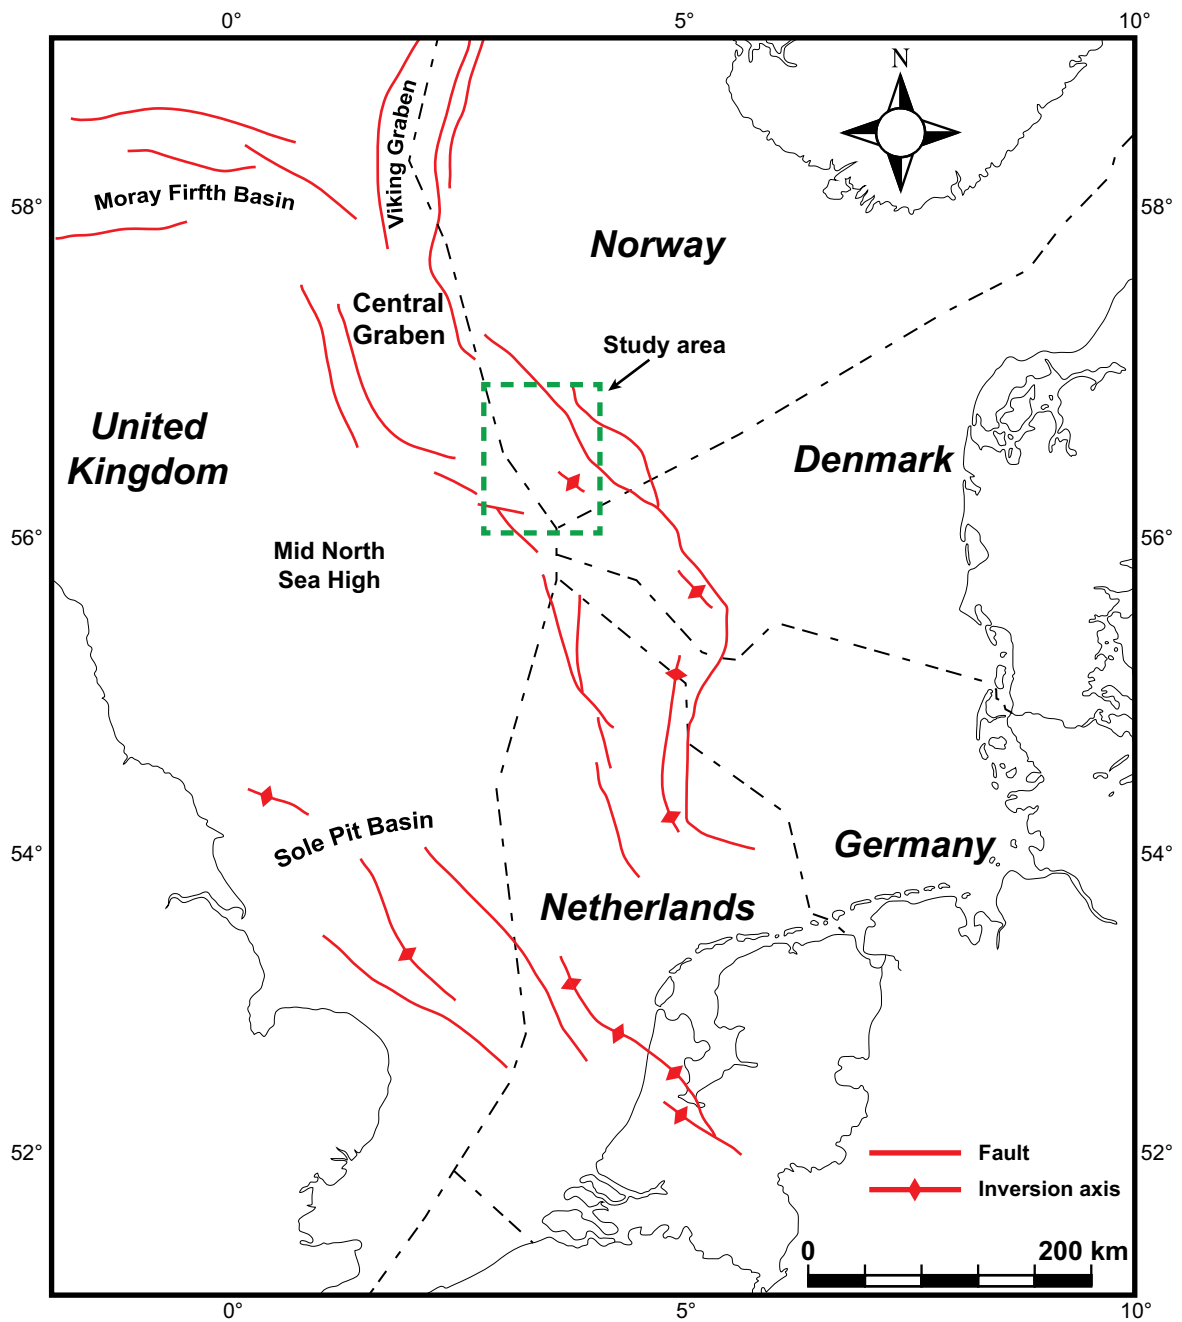 0°
5°
10°
N
Viking Graben
58°
Moray Firfth Basin
58°
Norway
Central
Graben
Study area
United
Kingdom
Denmark
56°
56°
Mid North
Sea High
Sole Pit Basin
54°
Germany
54°
Netherlands
52°
Fault
52°
Inversion axis
0
200 km
0°
5°
10°